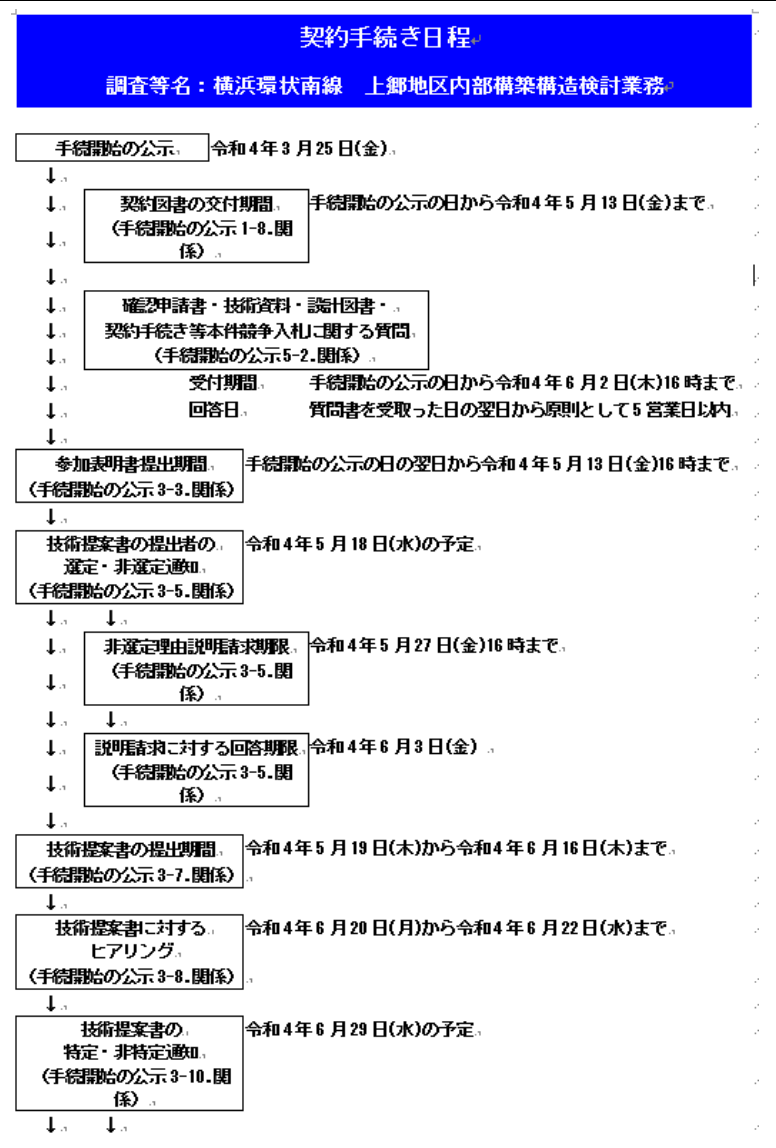 契約手続き日程
調査等名：横浜環状南線　上郷地区内部構築構造検討業務
手続開始の公示 令和4年3月25日(金)
↓
↓ 契約図書の交付期間 手続開始の公示の日から令和4年5月13日(金)まで
(手続開始の公示1-8.関
↓ 係)
↓
↓ 確認申請書・技術資料・設計図書・
↓ 契約手続き等本件競争入札に関する質問
↓ (手続開始の公示5-2.関係)
↓ 受付期間 手続開始の公示の日から令和4年6月2日(木)16時まで
↓ 回答日 質問書を受取った日の翌日から原則として5営業日以内
↓
参加表明書提出期間 手続開始の公示の日の翌日から令和4年5月13日(金)16時まで
(手続開始の公示3-3.関係)
↓
技術提案書の提出者の 令和4年5月18日(水)の予定
選定・非選定通知
(手続開始の公示3-5.関係)
↓ ↓
↓ 非選定理由説明請求期限 令和4年5月27日(金)16時まで
(手続開始の公示3-5.関
↓ 係)
↓ ↓
↓ 説明請求に対する回答期限 令和4年6月3日(金)
(手続開始の公示3-5.関
↓ 係)
↓
技術提案書の提出期間 令和4年5月19日(木)から令和4年6月16日(木)まで
(手続開始の公示3-7.関係)
↓
技術提案書に対する 令和4年6月20日(月)から令和4年6月22日(水)まで
ヒアリング
(手続開始の公示3-8.関係)
↓
技術提案書の 令和4年6月29日(水)の予定
特定・非特定通知
(手続開始の公示3-10.関
係)
↓ ↓